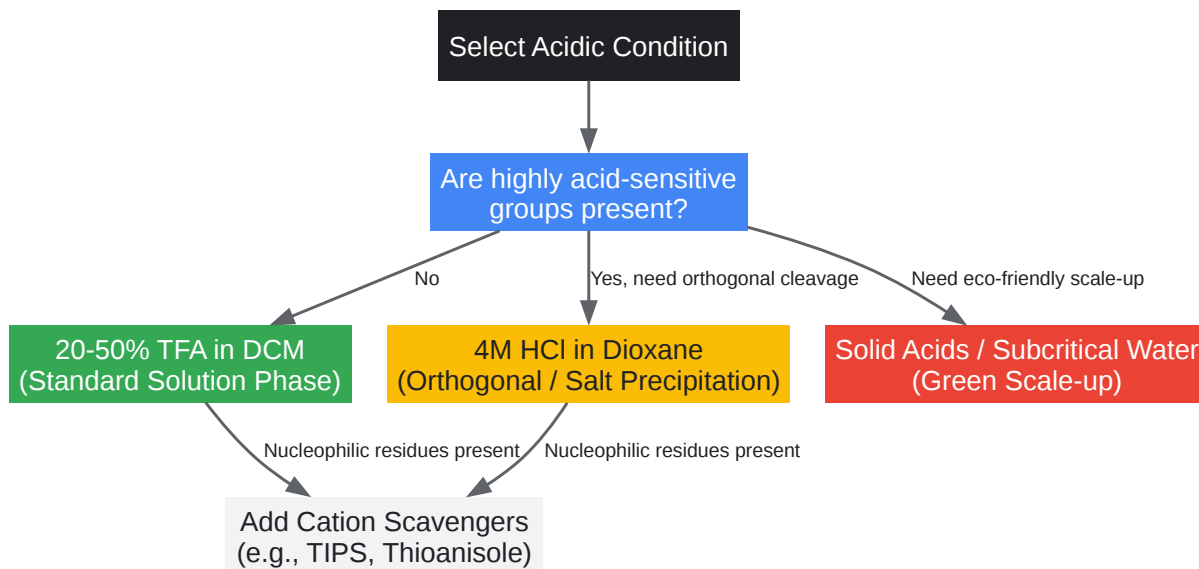 Select Acidic Condition
Are highly acid-sensitive
groups present?
No
Yes, need orthogonal cleavage
Need eco-friendly scale-up
20-50% TFA in DCM
(Standard Solution Phase)
4M HCl in Dioxane
(Orthogonal / Salt Precipitation)
Solid Acids / Subcritical Water
(Green Scale-up)
Nucleophilic residues present
Nucleophilic residues present
Add Cation Scavengers
(e.g., TIPS, Thioanisole)